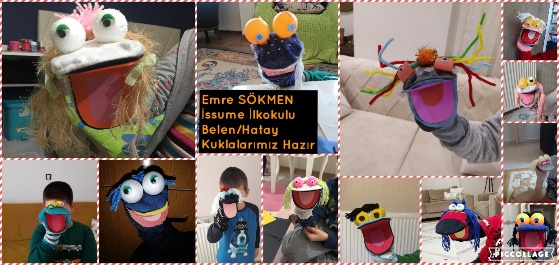 Emre SÖKMEN
İssume İlkokulu
Belen/Hatay
Kuklalarımız Hazır
PICCOLLAGE